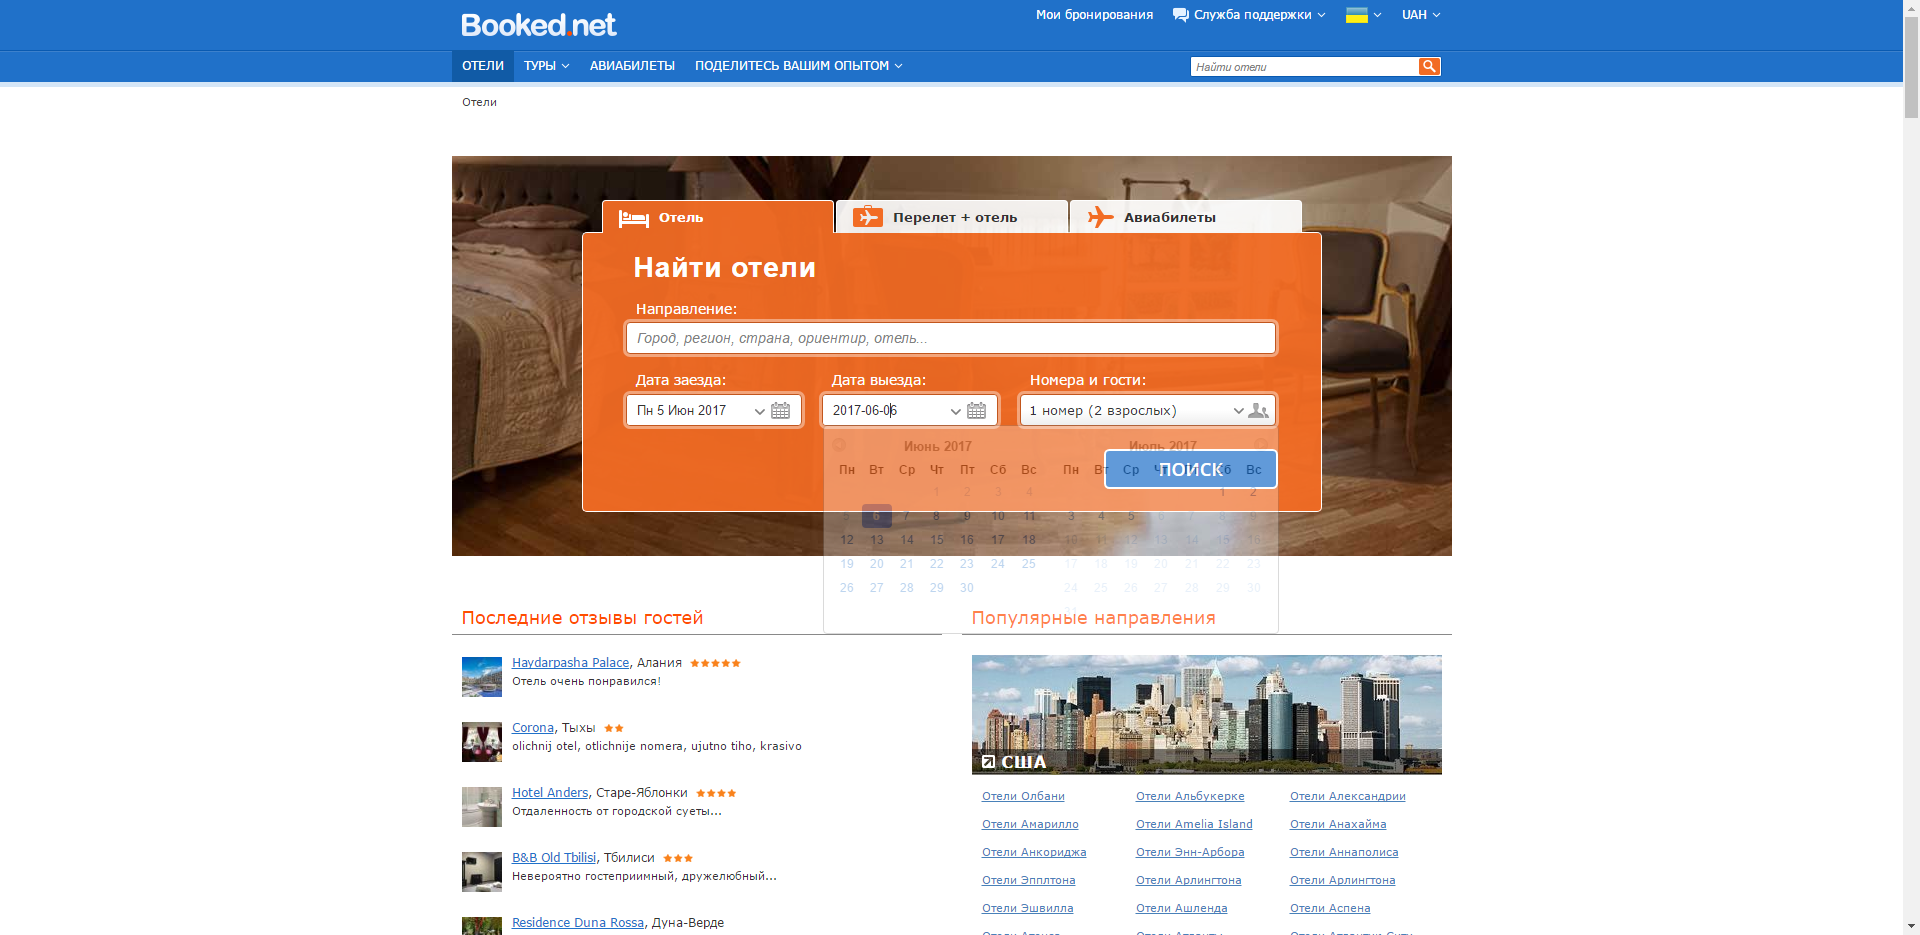 Booked.net
Мои бронирования
Служба поддержки
UAH
ОТЕЛИ
ТУРЫ
АВИАБИЛЕТЫ
ПОДЕЛИТЕСЬ ВАШИМ ОПЫТОМ
Найти отели
Отели
Отель
Перелет + отель
Авиабилеты
Найти отели
Направление:
Город, регион, страна, ориентир, отель...
Дата заезда:
Дата выезда:
Номера и гости:
Пн 5 Июн 2017
2017-06-06
1 номер (2 взрослых)
Июнь 2017
Пн Вт Ср Чт Пт Сб Вс
1 2 3 4
5 6 7 8 9 10 11
12 13 14 15 16 17 18
19 20 21 22 23 24 25
26 27 28 29 30
Июль 2017
Пн Вт Ср Сб Вс
1 2
3 4 5 6 7 8 9
10 11 12 13 14 15 16
17 18 19 20 21 22 23
24 25 26 27 28 29 30
ПОИСК
Последние отзывы гостей
Haydarpasha Palace, Алания
Отель очень понравился!
Corona, Тыхы
olichnij otel, otlichnije nomera, ujutno tiho, krasivo
Hotel Anders, Старе-Яблонки
Отдаленность от городской суеты...
B&B Old Tbilisi, Тбилиси
Невероятно гостеприимный, дружелюбный...
Residence Duna Rossa, Дуна-Верде
Популярные направления
США
Отели Олбани
Отели Альбукерке
Отели Александрии
Отели Амарилло
Отели Amelia Island
Отели Анахайма
Отели Анкориджа
Отели Энн-Арбора
Отели Аннаполиса
Отели Эпплтона
Отели Арлингтона
Отели Арлингтона
Отели Эшвилла
Отели Ашленда
Отели Аспена